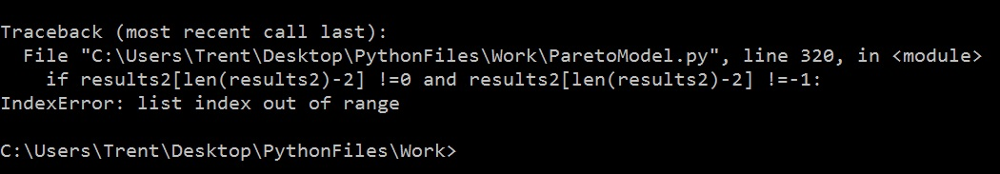 Traceback (most recent call last):
  File "C:\Users\Trent\Desktop\PythonFiles\Work\ParetoModel.py", line 320, in <module>
    if results2[len(results2)-2] !=0 and results2[len(results2)-2] !=-1:
IndexError: list index out of range
C:\Users\Trent\Desktop\PythonFiles\Work>